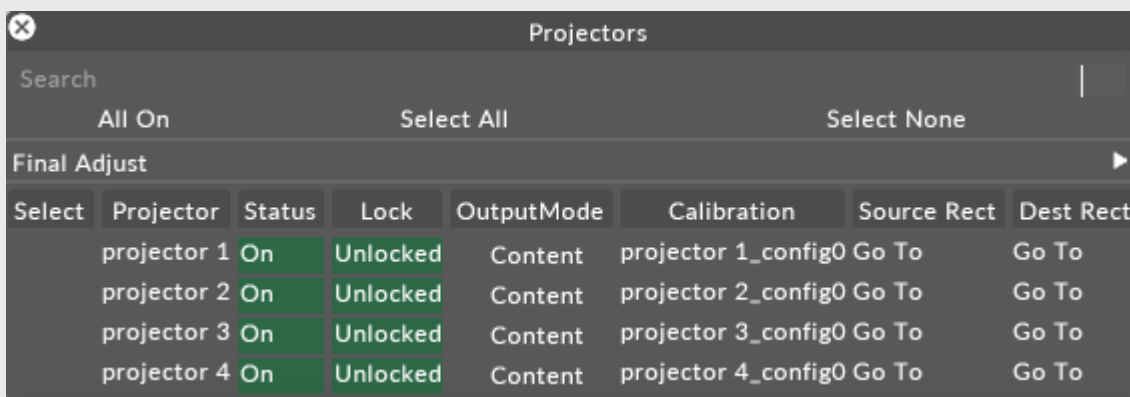 Projectors
Search
All On Select All Select None
Final Adjust
Select Projector Status Lock OutputMode Calibration Source Rect Dest Rect
projector 1 On Unlocked Content projector 1_config0 Go To Go To
projector 2 On Unlocked Content projector 2_config0 Go To Go To
projector 3 On Unlocked Content projector 3_config0 Go To Go To
projector 4 On Unlocked Content projector 4_config0 Go To Go To